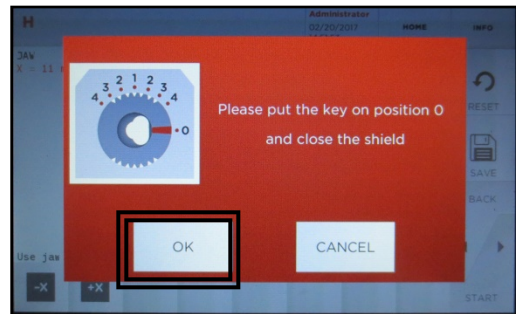 H
Administrator
02/20/2017
HOME
INFO
JAW
X = 11
1
2 2
3 3
4 4
0
Please put the key on position 0
and close the shield
RESET
SAVE
BACK
OK
CANCEL
Use jaw
-X
+X
START